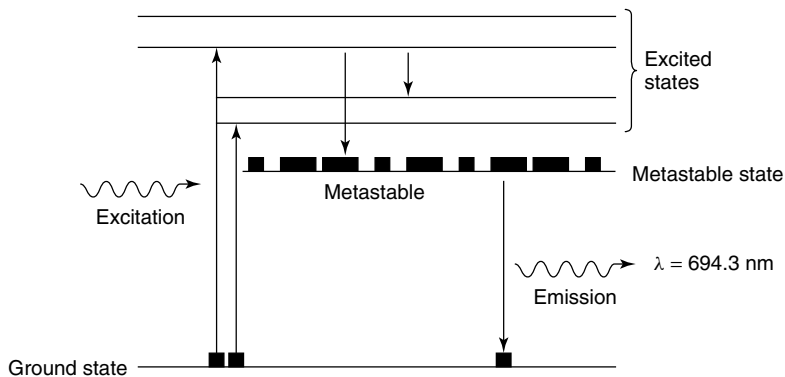 Excited
states
Metastable state
Metastable
Excitation
λ = 694.3 nm
Emission
Ground state